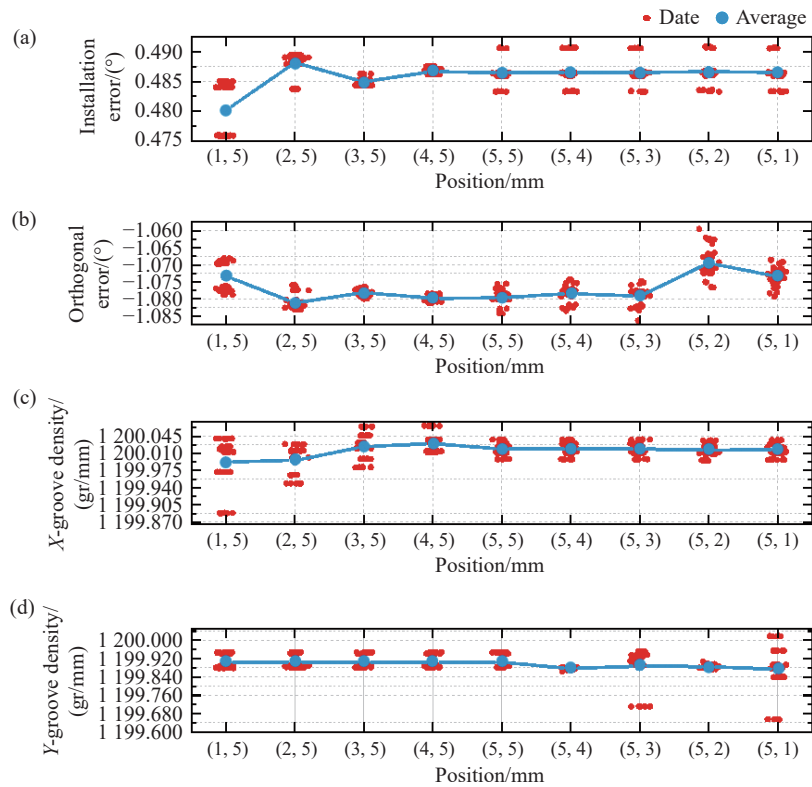 Date Average
(a)
Installation
error/(°)
0.490
0.485
0.480
0.475
(1, 5) (2, 5) (3, 5) (4, 5) (5, 5) (5, 4) (5, 3) (5, 2) (5, 1)
Position/mm
(b)
Orthogonal
error/(°)
−1.060
−1.065
−1.070
−1.075
−1.080
−1.085
(1, 5) (2, 5) (3, 5) (4, 5) (5, 5) (5, 4) (5, 3) (5, 2) (5, 1)
Position/mm
(c)
X-groove density/
(gr/mm)
1 200.045
1 200.010
1 199.975
1 199.940
1 199.905
1 199.870
(1, 5) (2, 5) (3, 5) (4, 5) (5, 5) (5, 4) (5, 3) (5, 2) (5, 1)
Position/mm
(d)
Y-groove density/
(gr/mm)
1 200.000
1 199.920
1 199.840
1 199.760
1 199.680
1 199.600
(1, 5) (2, 5) (3, 5) (4, 5) (5, 5) (5, 4) (5, 3) (5, 2) (5, 1)
Position/mm